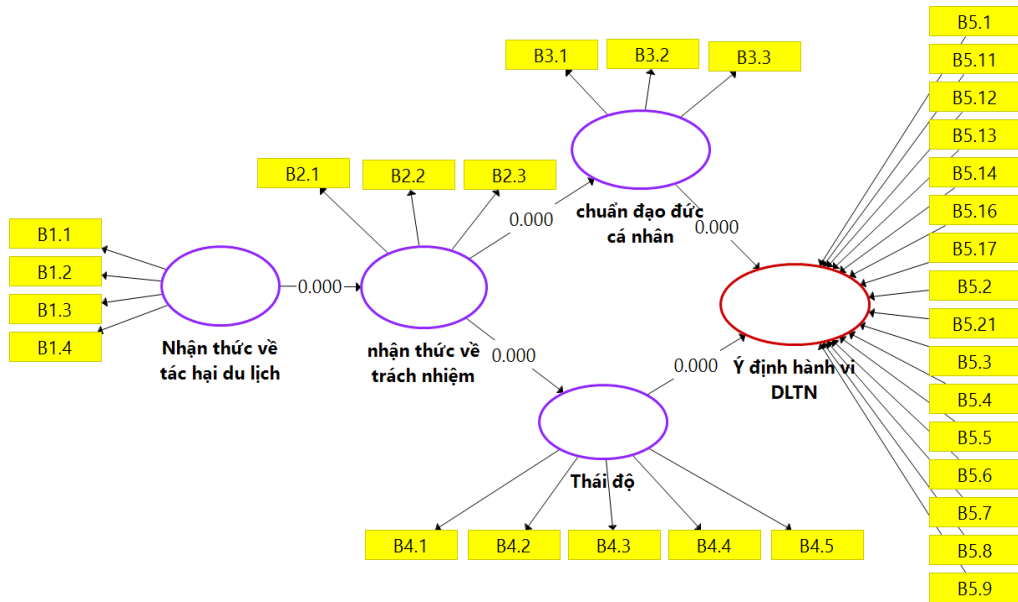 B5.1
B3.1
B3.2
B3.3
B5.11
B5.12
B5.13
B5.14
B2.1
B2.2
B2.3
B5.16
0.000
chuẩn đạo đức
cá nhân
0.000
B1.1
B5.17
B1.2
0.000
B5.2
B1.3
B5.21
B1.4
Nhận thức về
tác hại du lịch
nhận thức về
trách nhiệm
0.000
0.000
Ý định hành vi
DLTN
B5.3
B5.4
B5.5
Thái độ
B5.6
B5.7
B4.1
B4.2
B4.3
B4.4
B4.5
B5.8
B5.9